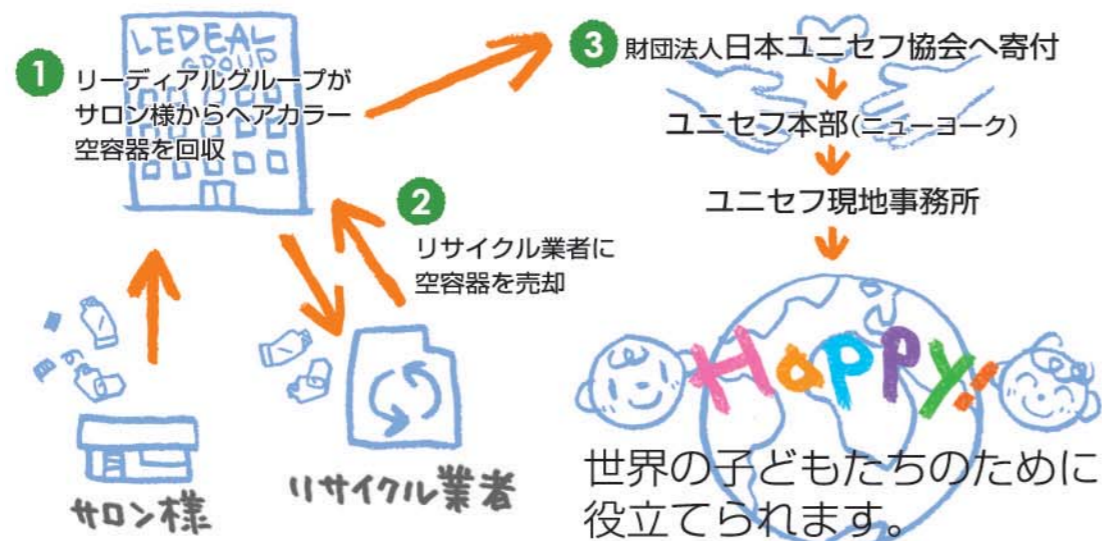 LEDEAL
GROUP
1
リーディアルグループが
サロン様からヘアカラー
空容器を回収
2
リサイクル業者に
空容器を売却
サロン様
リサイクル業者
3 財団法人日本ユニセフ協会へ寄付
ユニセフ本部(ニューヨーク)
ユニセフ現地事務所
Happy!
世界の子どもたちのために
役立てられます。